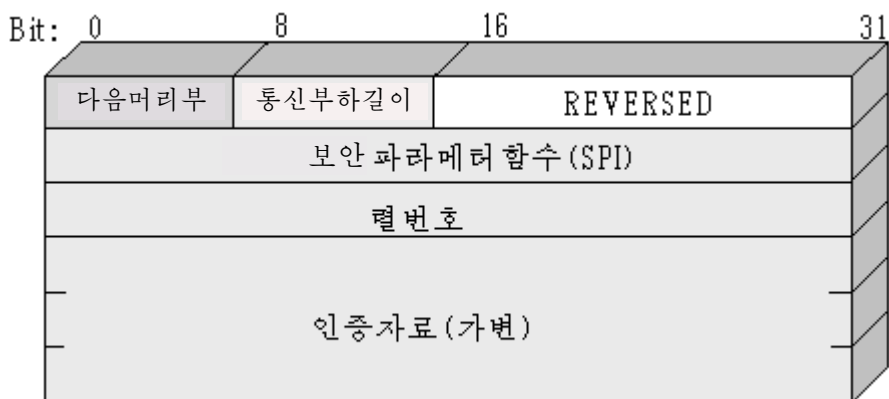 Bit: 0 8 16 31
다음머리부 통신부하길이 REVERSED
보안 파라메터함수(SPI)
렬번호
인증자료(가변)